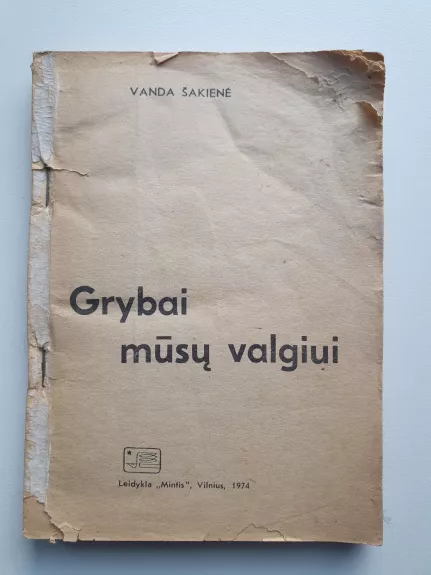 VANDA ŠAKIENĖ
Grybai
mūsų valgiui
Leidykla „Mintis", Vilnius, 1974